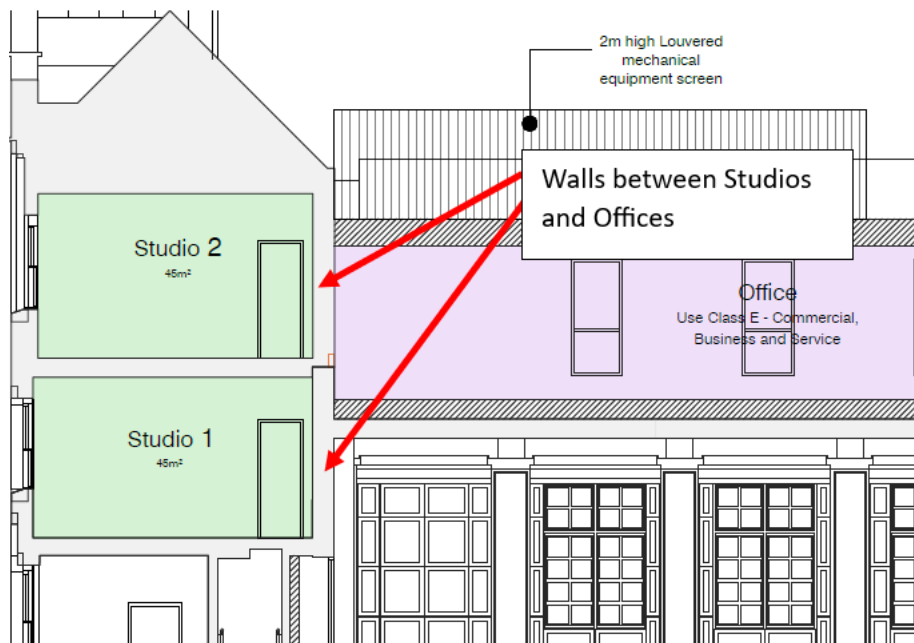 2m high Louvered
mechanical
equipment screen
Walls between Studios
and Offices
Studio 2
45m²
Office
Use Class E - Commercial,
Business and Service
Studio 1
45m²